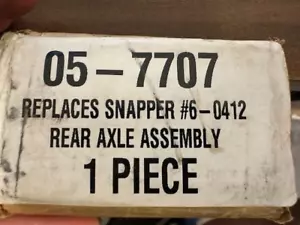 05-7707
REPLACES SNAPPER #6-0412
REAR AXLE ASSEMBLY
1 PIECE